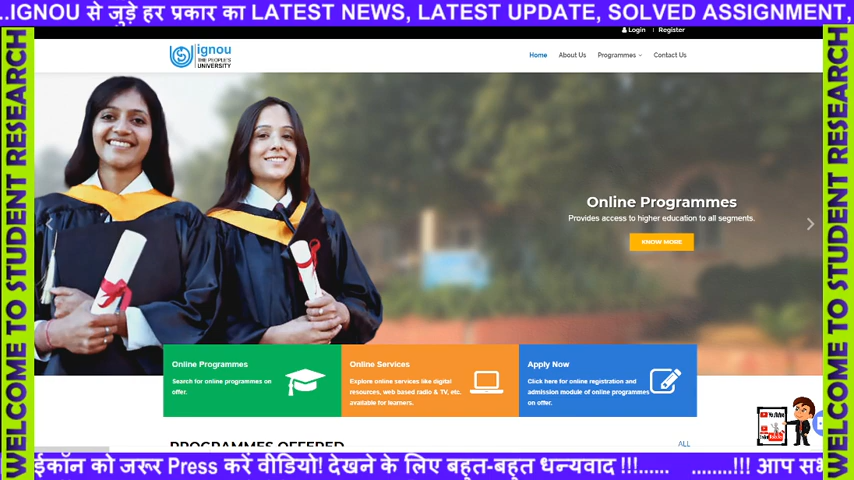 ..IGNOU से जुड़े हर प्रकार का LATEST NEWS, LATEST UPDATE, SOLVED ASSIGNMENT,
WELCOME TO STUDENT RESEARCH
Login | Register
ignou
THE PEOPLE'S
UNIVERSITY
Home About Us Programmes Contact Us
Online Programmes
Provides access to higher education to all segments.
KNOW MORE
Online Programmes
Search for online programmes on
offer.
Online Services
Explore online services like digital
resources, web based radio & TV, etc.
available for learners.
Apply Now
Click here for online registration and
admission module of online programmes
on offer.
PROGRAMMES OFFERED
ALL
YouTube
WELCOME TO STUDENT RESEARCH
ईकॉन को जरूर Press करें वीडियो! देखने के लिए बहुत-बहुत धन्यवाद !!!...... ........!!! आप सभ